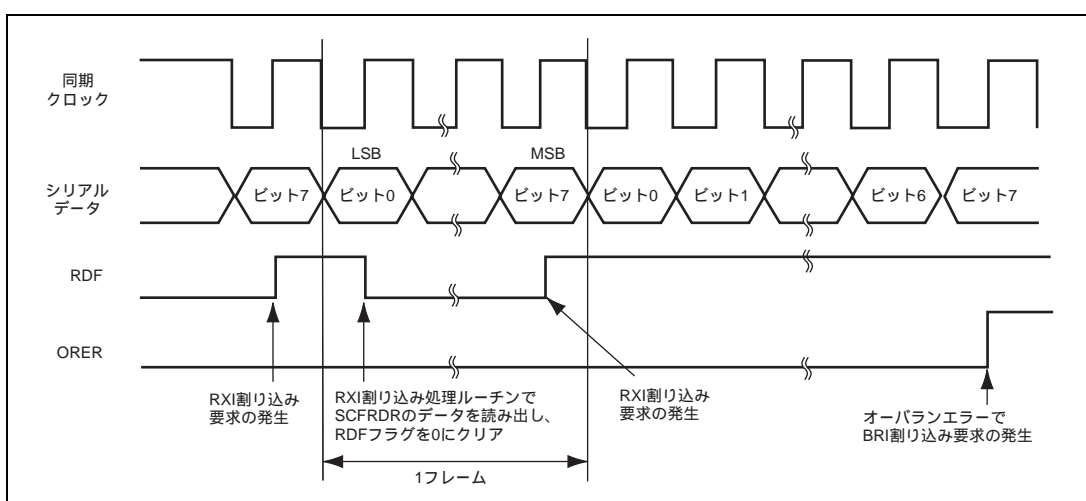 同期
クロック
LSB
MSB
シリアル
データ
ビット7
ビット0
ビット7
ビット0
ビット1
ビット6
ビット7
RDF
ORER
RXI割り込み
要求の発生
RXI割り込み処理ルーチンで
SCFRDRのデータを読み出し、
RDFフラグを0にクリア
RXI割り込み
要求の発生
オーバランエラーで
BRI割り込み要求の発生
1フレーム